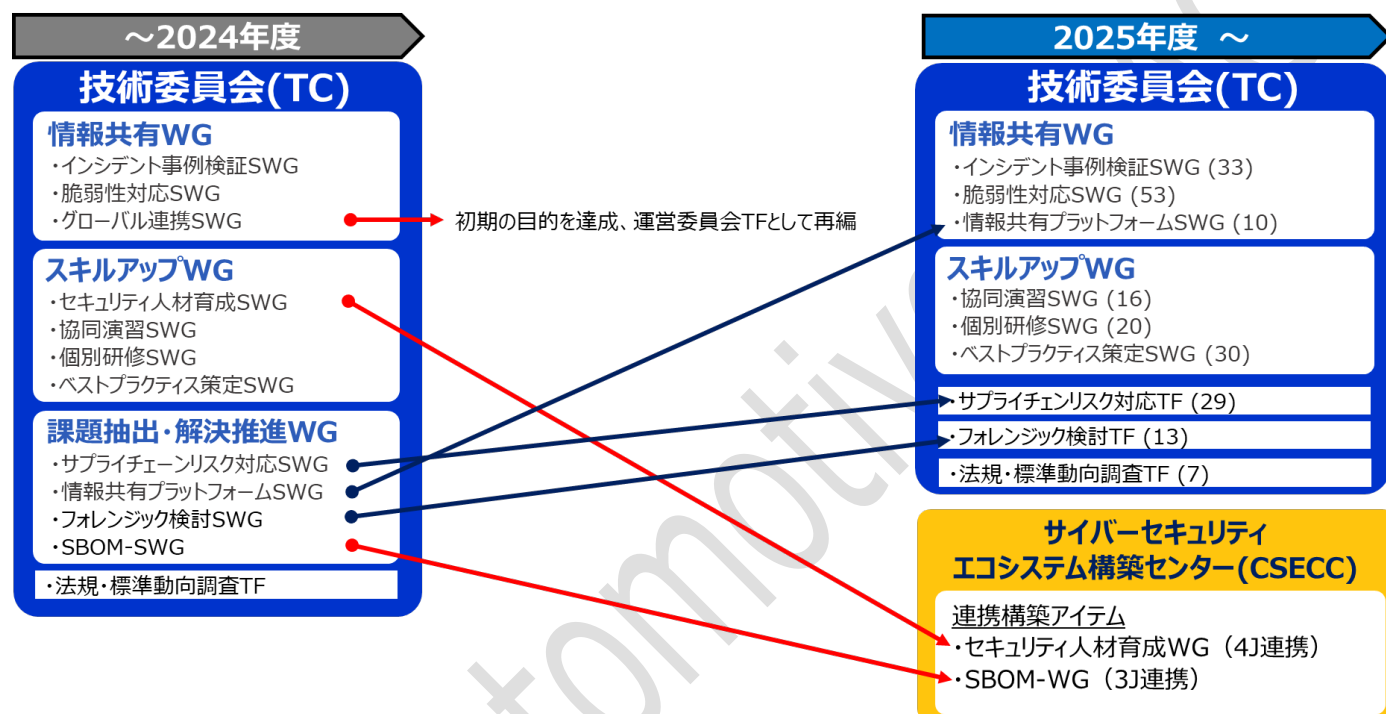 ～2024年度
技術委員会(TC)
情報共有WG
・インシデント事例検証SWG
・脆弱性対応SWG
・グローバル連携SWG
初期の目的を達成、運営委員会TFとして再編
スキルアップWG
・セキュリティ人材育成SWG
・協同演習SWG
・個別研修SWG
・ベストプラクティス策定SWG
課題抽出・解決推進WG
・サプライチェーンリスク対応SWG
・情報共有プラットフォームSWG
・フォレンジック検討SWG
・SBOM-SWG
・法規・標準動向調査TF
2025年度 ～
技術委員会(TC)
情報共有WG
・インシデント事例検証SWG (33)
・脆弱性対応SWG (53)
・情報共有プラットフォームSWG (10)
スキルアップWG
・協同演習SWG (16)
・個別研修SWG (20)
・ベストプラクティス策定SWG (30)
・サプライチェンリスク対応TF (29)
・フォレンジック検討TF (13)
・法規・標準動向調査TF (7)
サイバーセキュリティ
エコシステム構築センター(CSECC)
連携構築アイテム
・セキュリティ人材育成WG（4J連携）
・SBOM-WG（3J連携）